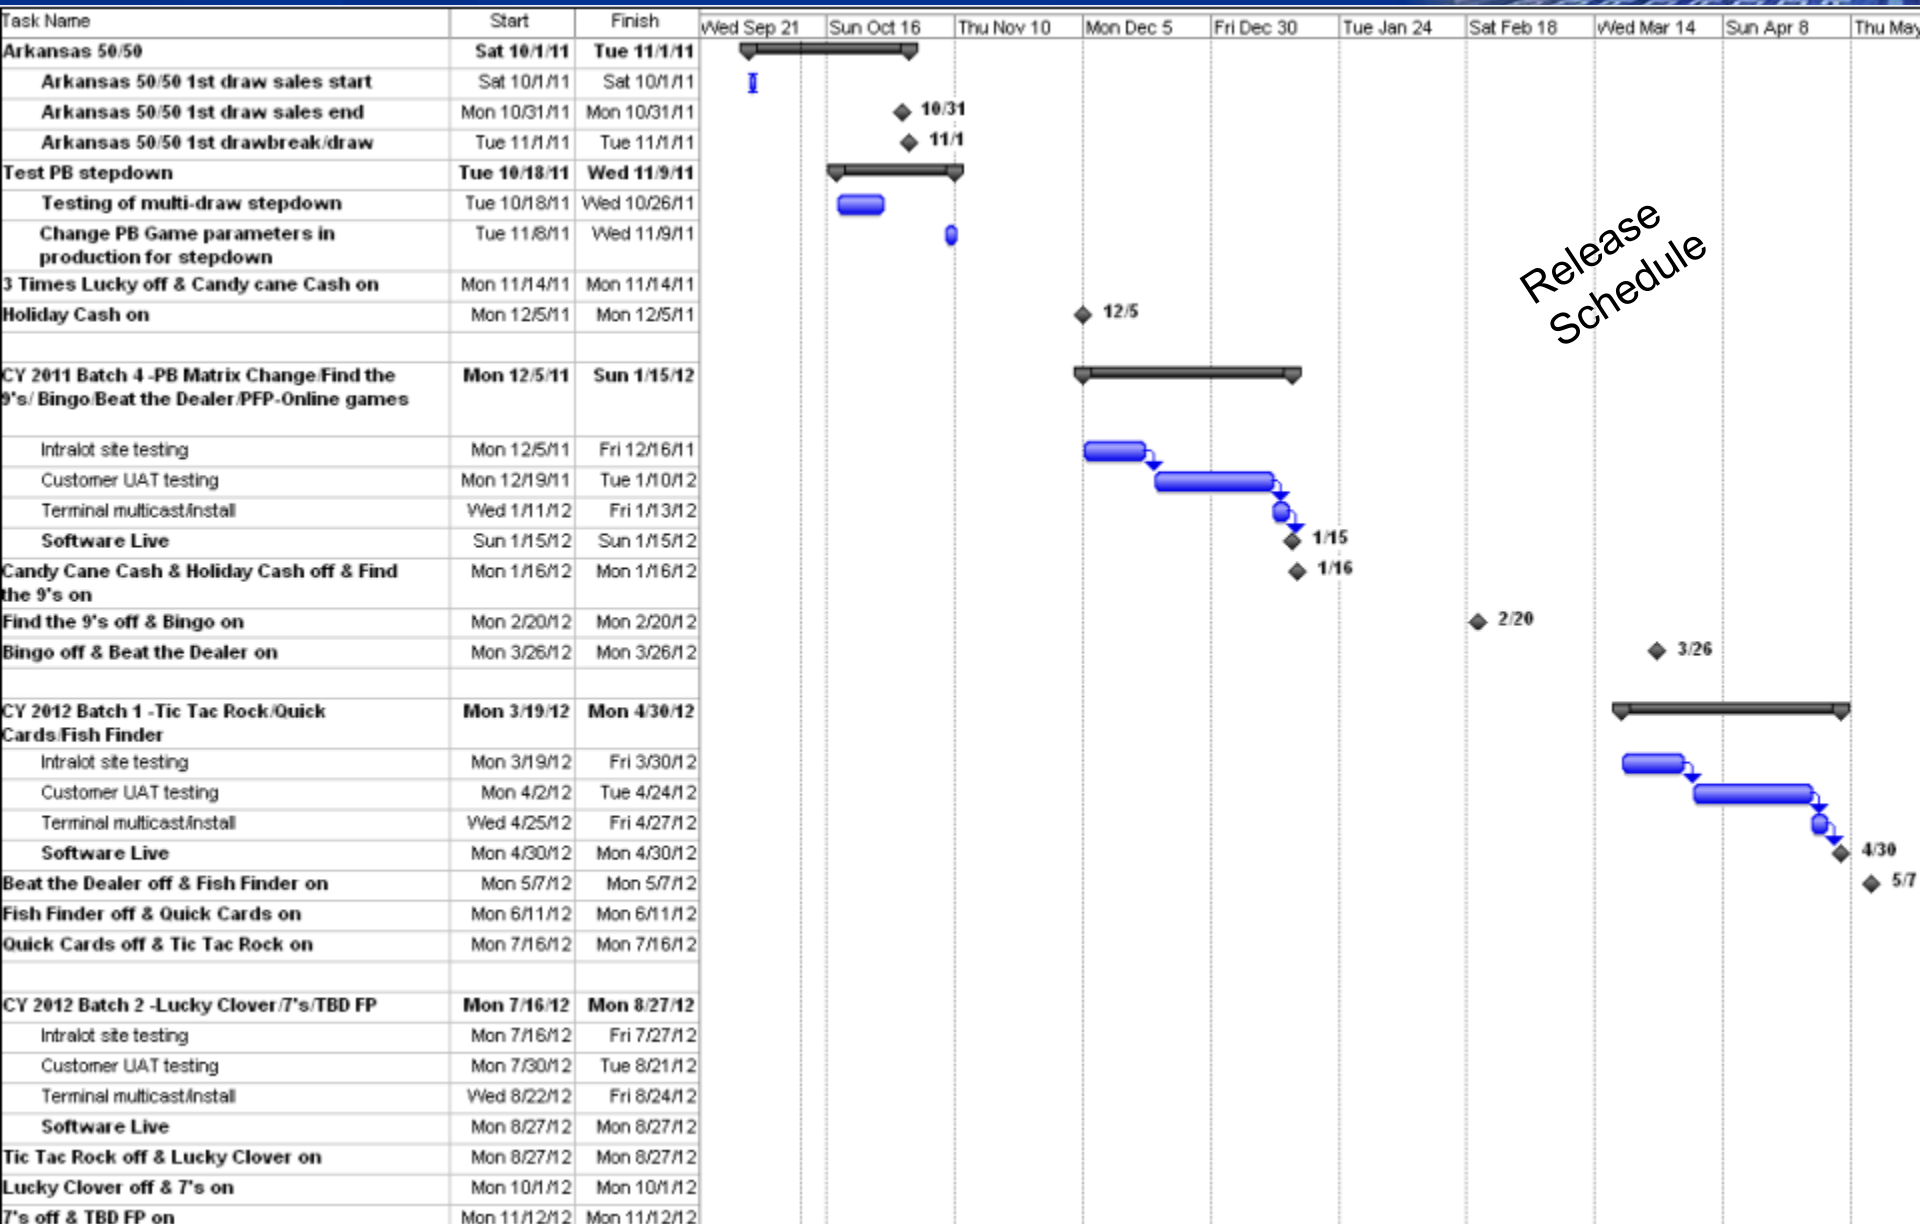 Task Name Start Finish Wed Sep 21 Sun Oct 16 Thu Nov 10 Mon Dec 5 Fri Dec 30 Tue Jan 24 Sat Feb 18 Wed Mar 14 Sun Apr 8 Thu May
Arkansas 50/50 Sat 10/1/11 Tue 11/1/11
Arkansas 50/50 1st draw sales start Sat 10/1/11 Sat 10/1/11
Arkansas 50/50 1st draw sales end Mon 10/31/11 Mon 10/31/11 10/31
Arkansas 50/50 1st drawbreak/draw Tue 11/1/11 Tue 11/1/11 11/1
Test PB stepdown Tue 10/18/11 Wed 11/9/11
Testing of multi-draw stepdown Tue 10/18/11 Wed 10/26/11
Change PB Game parameters in Tue 11/8/11 Wed 11/9/11
production for stepdown
Release
Schedule
3 Times Lucky off & Candy cane Cash on Mon 11/14/11 Mon 11/14/11
Holiday Cash on Mon 12/5/11 Mon 12/5/11 12/5
CY 2011 Batch 4 -PB Matrix Change/Find the Mon 12/5/11 Sun 1/15/12
9's/ Bingo/Beat the Dealer/PFP-Online games
Intralot site testing Mon 12/5/11 Fri 12/16/11
Customer UAT testing Mon 12/19/11 Tue 1/10/12
Terminal multicast/install Wed 1/11/12 Fri 1/13/12
Software Live Sun 1/15/12 Sun 1/15/12 1/15
Candy Cane Cash & Holiday Cash off & Find Mon 1/16/12 Mon 1/16/12 1/16
the 9's on
Find the 9's off & Bingo on Mon 2/20/12 Mon 2/20/12 2/20
Bingo off & Beat the Dealer on Mon 3/26/12 Mon 3/26/12 3/26
CY 2012 Batch 1 -Tic Tac Rock/Quick Mon 3/19/12 Mon 4/30/12
Cards/Fish Finder
Intralot site testing Mon 3/19/12 Fri 3/30/12
Customer UAT testing Mon 4/2/12 Tue 4/24/12
Terminal multicast/install Wed 4/25/12 Fri 4/27/12
Software Live Mon 4/30/12 Mon 4/30/12 4/30
Beat the Dealer off & Fish Finder on Mon 5/7/12 Mon 5/7/12 5/7
Fish Finder off & Quick Cards on Mon 6/11/12 Mon 6/11/12
Quick Cards off & Tic Tac Rock on Mon 7/16/12 Mon 7/16/12
CY 2012 Batch 2 -Lucky Clover/7's/TBD FP Mon 7/16/12 Mon 8/27/12
Intralot site testing Mon 7/16/12 Fri 7/27/12
Customer UAT testing Mon 7/30/12 Tue 8/21/12
Terminal multicast/install Wed 8/22/12 Fri 8/24/12
Software Live Mon 8/27/12 Mon 8/27/12
Tic Tac Rock off & Lucky Clover on Mon 8/27/12 Mon 8/27/12
Lucky Clover off & 7's on Mon 10/1/12 Mon 10/1/12
7's off & TBD FP on Mon 11/12/12 Mon 11/12/12